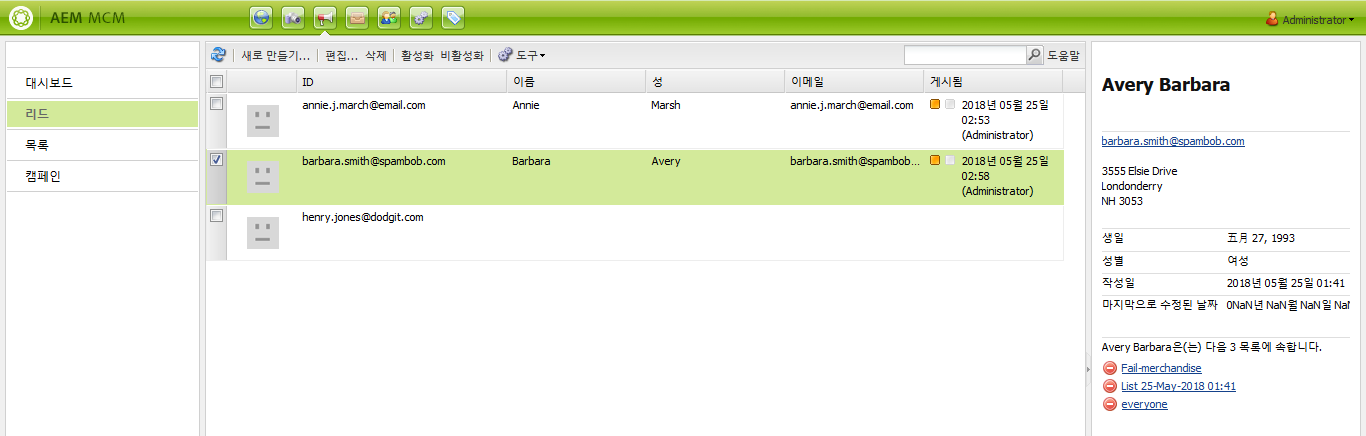 AEM MCM
Administrator
대시보드
리드
목록
캠페인
새로 만들기... 편집... 삭제 활성화 비활성화 도구 도움말
ID 이름 성 이메일 게시됨
annie.j.march@email.com Annie Marsh annie.j.march@email.com 2018년 05월 25일
02:53
(Administrator)
barbara.smith@spambob.com Barbara Avery barbara.smith@spambob... 2018년 05월 25일
02:58
(Administrator)
henry.jones@dodgit.com
Avery Barbara
barbara.smith@spambob.com
3555 Elsie Drive
Londonderry
NH 3053
생일 五月 27, 1993
성별 여성
작성일 2018년 05월 25일 01:41
마지막으로 수정된 날짜 0NaN년 NaN월 NaN일 NaN
Avery Barbara은(는) 다음 3 목록에 속합니다.
Fail-merchandise
List 25-May-2018 01:41
everyone